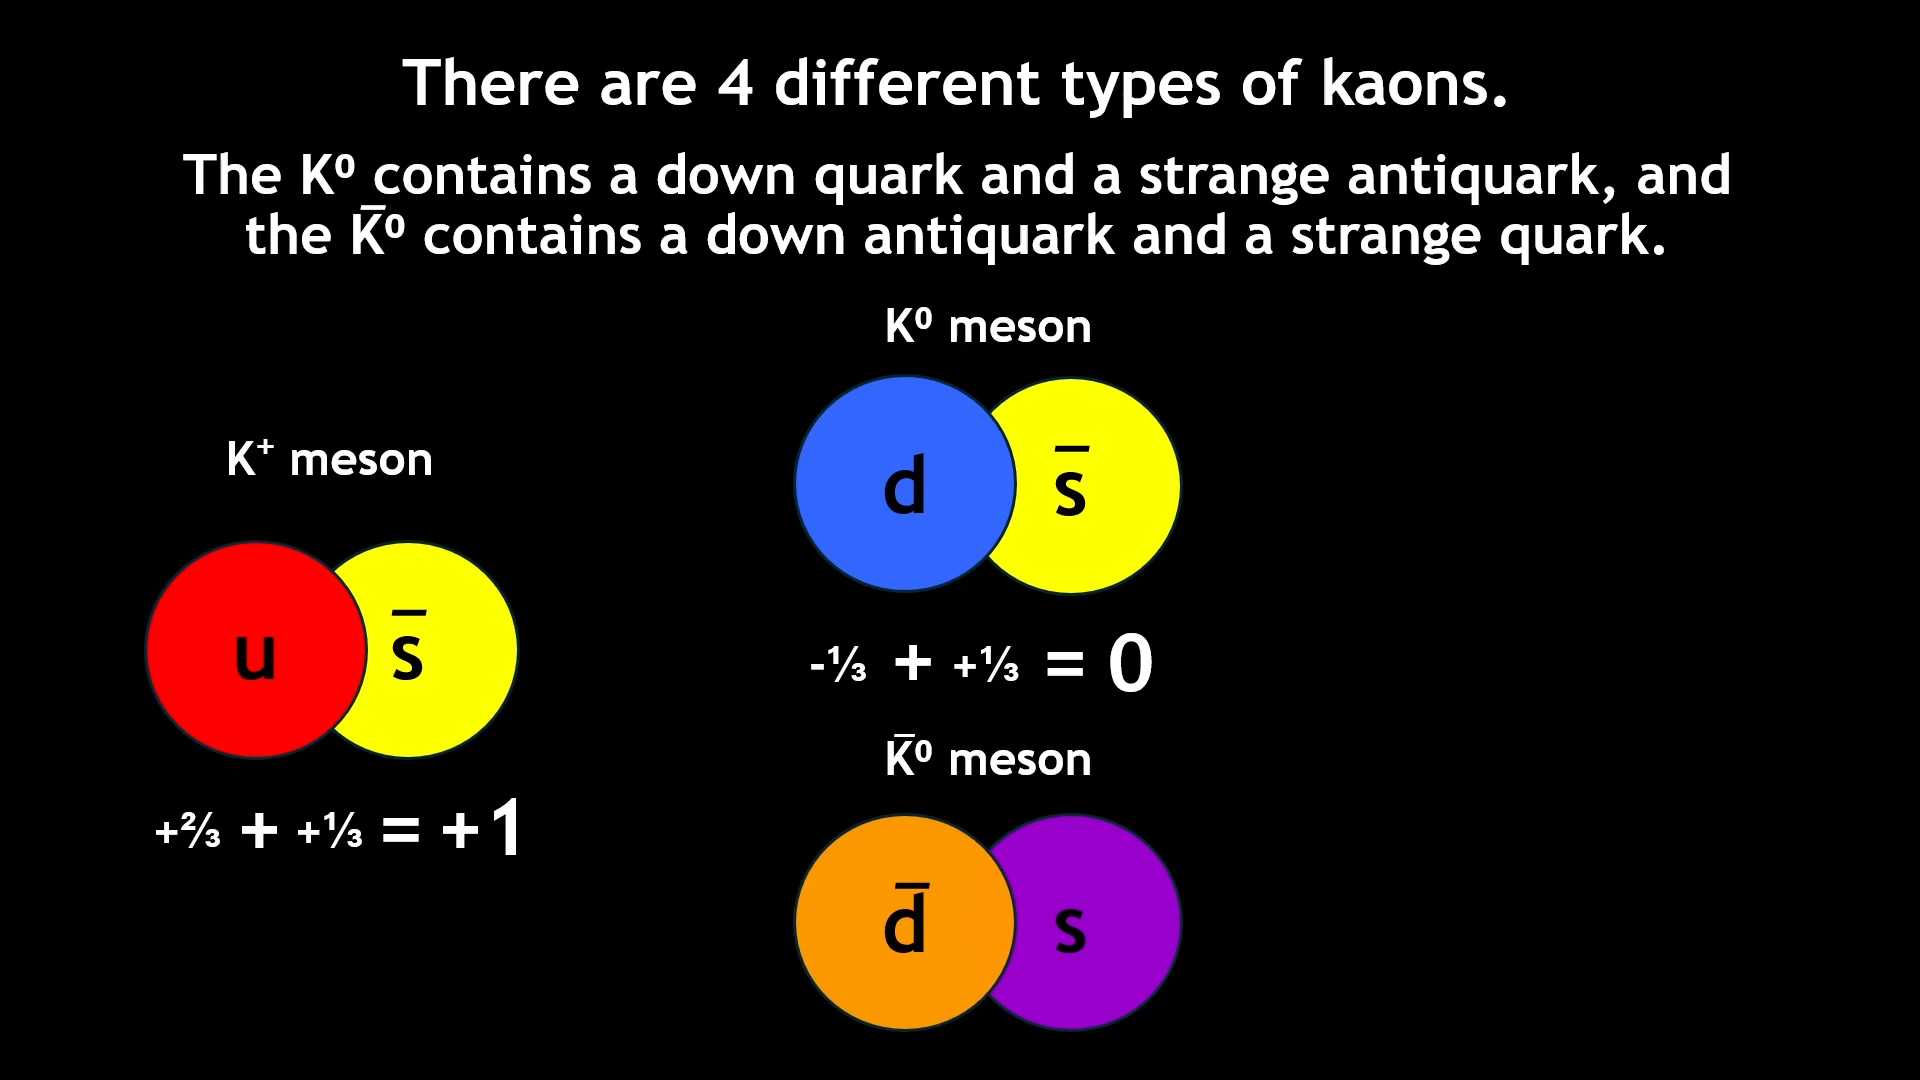 There are 4 different types of kaons.
The K⁰ contains a down quark and a strange antiquark, and
the K̅⁰ contains a down antiquark and a strange quark.
K⁰ meson
d s̅
-⅓ + +⅓ = 0
K⁺ meson
u s̅
+⅔ + +⅓ = +1
K̅⁰ meson
d̅ s